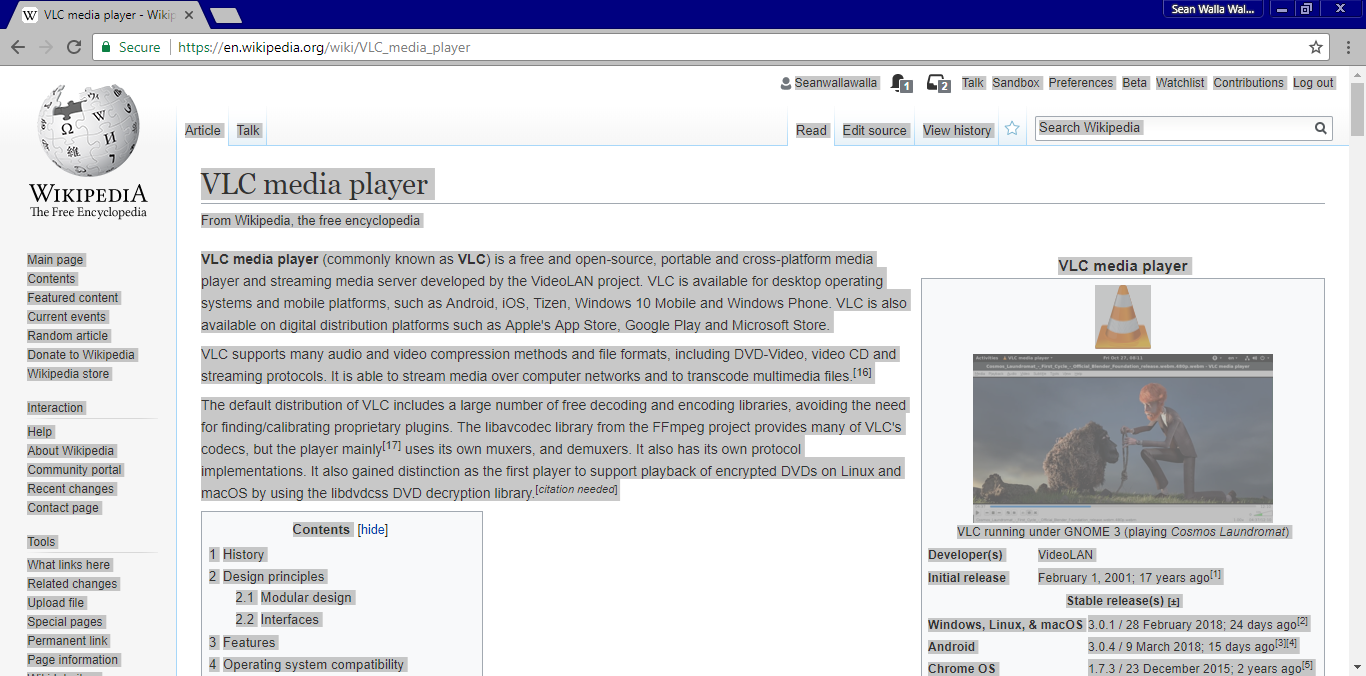 VLC media player - Wikip
Sean Walla Wal...
Secure
https://en.wikipedia.org/wiki/VLC_media_player
Seanwallawalla 1 2 Talk Sandbox Preferences Beta Watchlist Contributions Log out
Article Talk Read Edit source View history Search Wikipedia
WIKIPEDIA
The Free Encyclopedia
Main page
Contents
Featured content
Current events
Random article
Donate to Wikipedia
Wikipedia store
Interaction
Help
About Wikipedia
Community portal
Recent changes
Contact page
Tools
What links here
Related changes
Upload file
Special pages
Permanent link
Page information
VLC media player
From Wikipedia, the free encyclopedia
VLC media player (commonly known as VLC) is a free and open-source, portable and cross-platform media
player and streaming media server developed by the VideoLAN project. VLC is available for desktop operating
systems and mobile platforms, such as Android, iOS, Tizen, Windows 10 Mobile and Windows Phone. VLC is also
available on digital distribution platforms such as Apple's App Store, Google Play and Microsoft Store.
VLC supports many audio and video compression methods and file formats, including DVD-Video, video CD and
streaming protocols. It is able to stream media over computer networks and to transcode multimedia files.[16]
The default distribution of VLC includes a large number of free decoding and encoding libraries, avoiding the need
for finding/calibrating proprietary plugins. The libavcodec library from the FFmpeg project provides many of VLC's
codecs, but the player mainly[17] uses its own muxers, and demuxers. It also has its own protocol
implementations. It also gained distinction as the first player to support playback of encrypted DVDs on Linux and
macOS by using the libdvdcss DVD decryption library.[citation needed]
Contents [hide]
1 History
2 Design principles
2.1 Modular design
2.2 Interfaces
3 Features
4 Operating system compatibility
VLC media player
Activities VLC media player Fri Oct 27, 08:11
VLC running under GNOME 3 (playing Cosmos Laundromat)
Developer(s) VideoLAN
Initial release February 1, 2001; 17 years ago[1]
Stable release(s) [±]
Windows, Linux, & macOS 3.0.1 / 28 February 2018; 24 days ago[2]
Android 3.0.4 / 9 March 2018; 15 days ago[3][4]
Chrome OS 1.7.3 / 23 December 2015; 2 years ago[5]